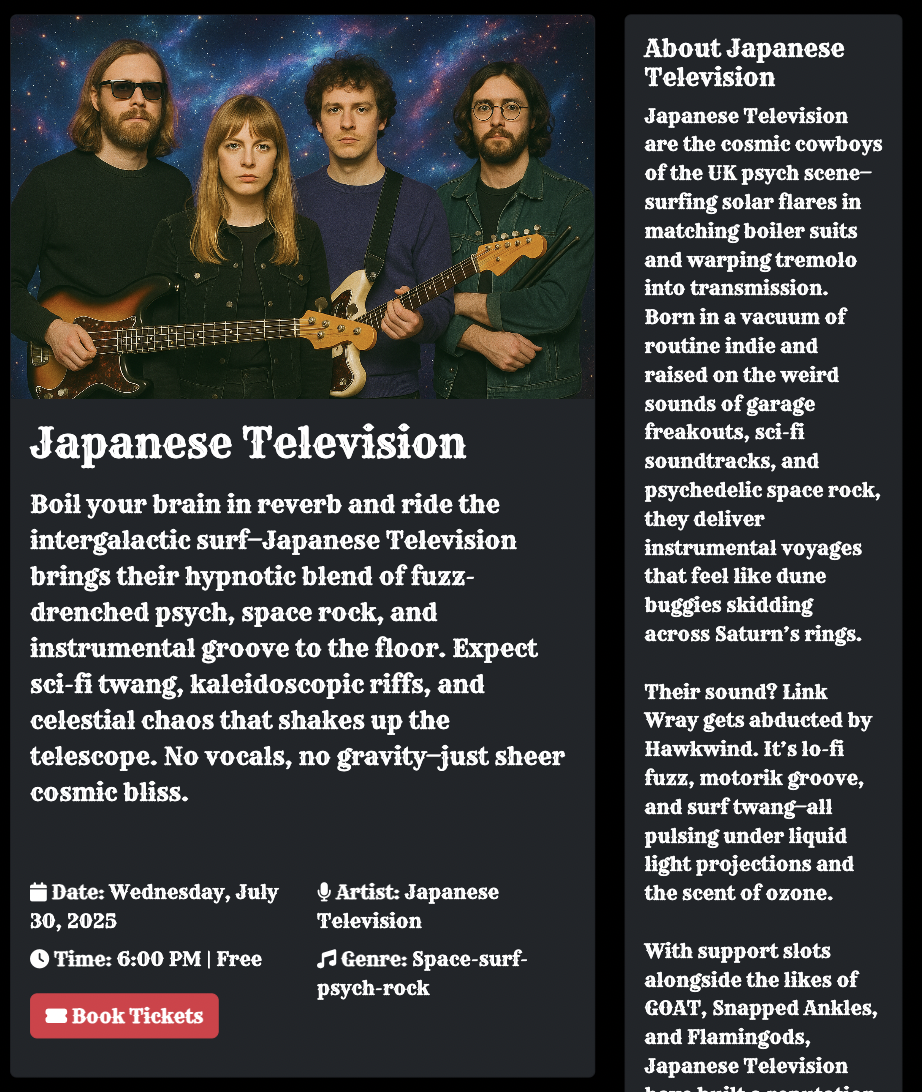 Japanese Television
Boil your brain in reverb and ride the
intergalactic surf—Japanese Television
brings their hypnotic blend of fuzz-
drenched psych, space rock, and
instrumental groove to the floor. Expect
sci-fi twang, kaleidoscopic riffs, and
celestial chaos that shakes up the
telescope. No vocals, no gravity—just sheer
cosmic bliss.
Date: Wednesday, July
30, 2025
Time: 6:00 PM | Free
Artist: Japanese
Television
Genre: Space-surf-
psych-rock
Book Tickets
About Japanese
Television
Japanese Television
are the cosmic cowboys
of the UK psych scene—
surfing solar flares in
matching boiler suits
and warping tremolo
into transmission.
Born in a vacuum of
routine indie and
raised on the weird
sounds of garage
freakouts, sci-fi
soundtracks, and
psychedelic space rock,
they deliver
instrumental voyages
that feel like dune
buggies skidding
across Saturn’s rings.
Their sound? Link
Wray gets abducted by
Hawkwind. It’s lo-fi
fuzz, motorik groove,
and surf twang—all
pulsing under liquid
light projections and
the scent of ozone.
With support slots
alongside the likes of
GOAT, Snapped Ankles,
and Flamingods,
Japanese Television
have built a reputation